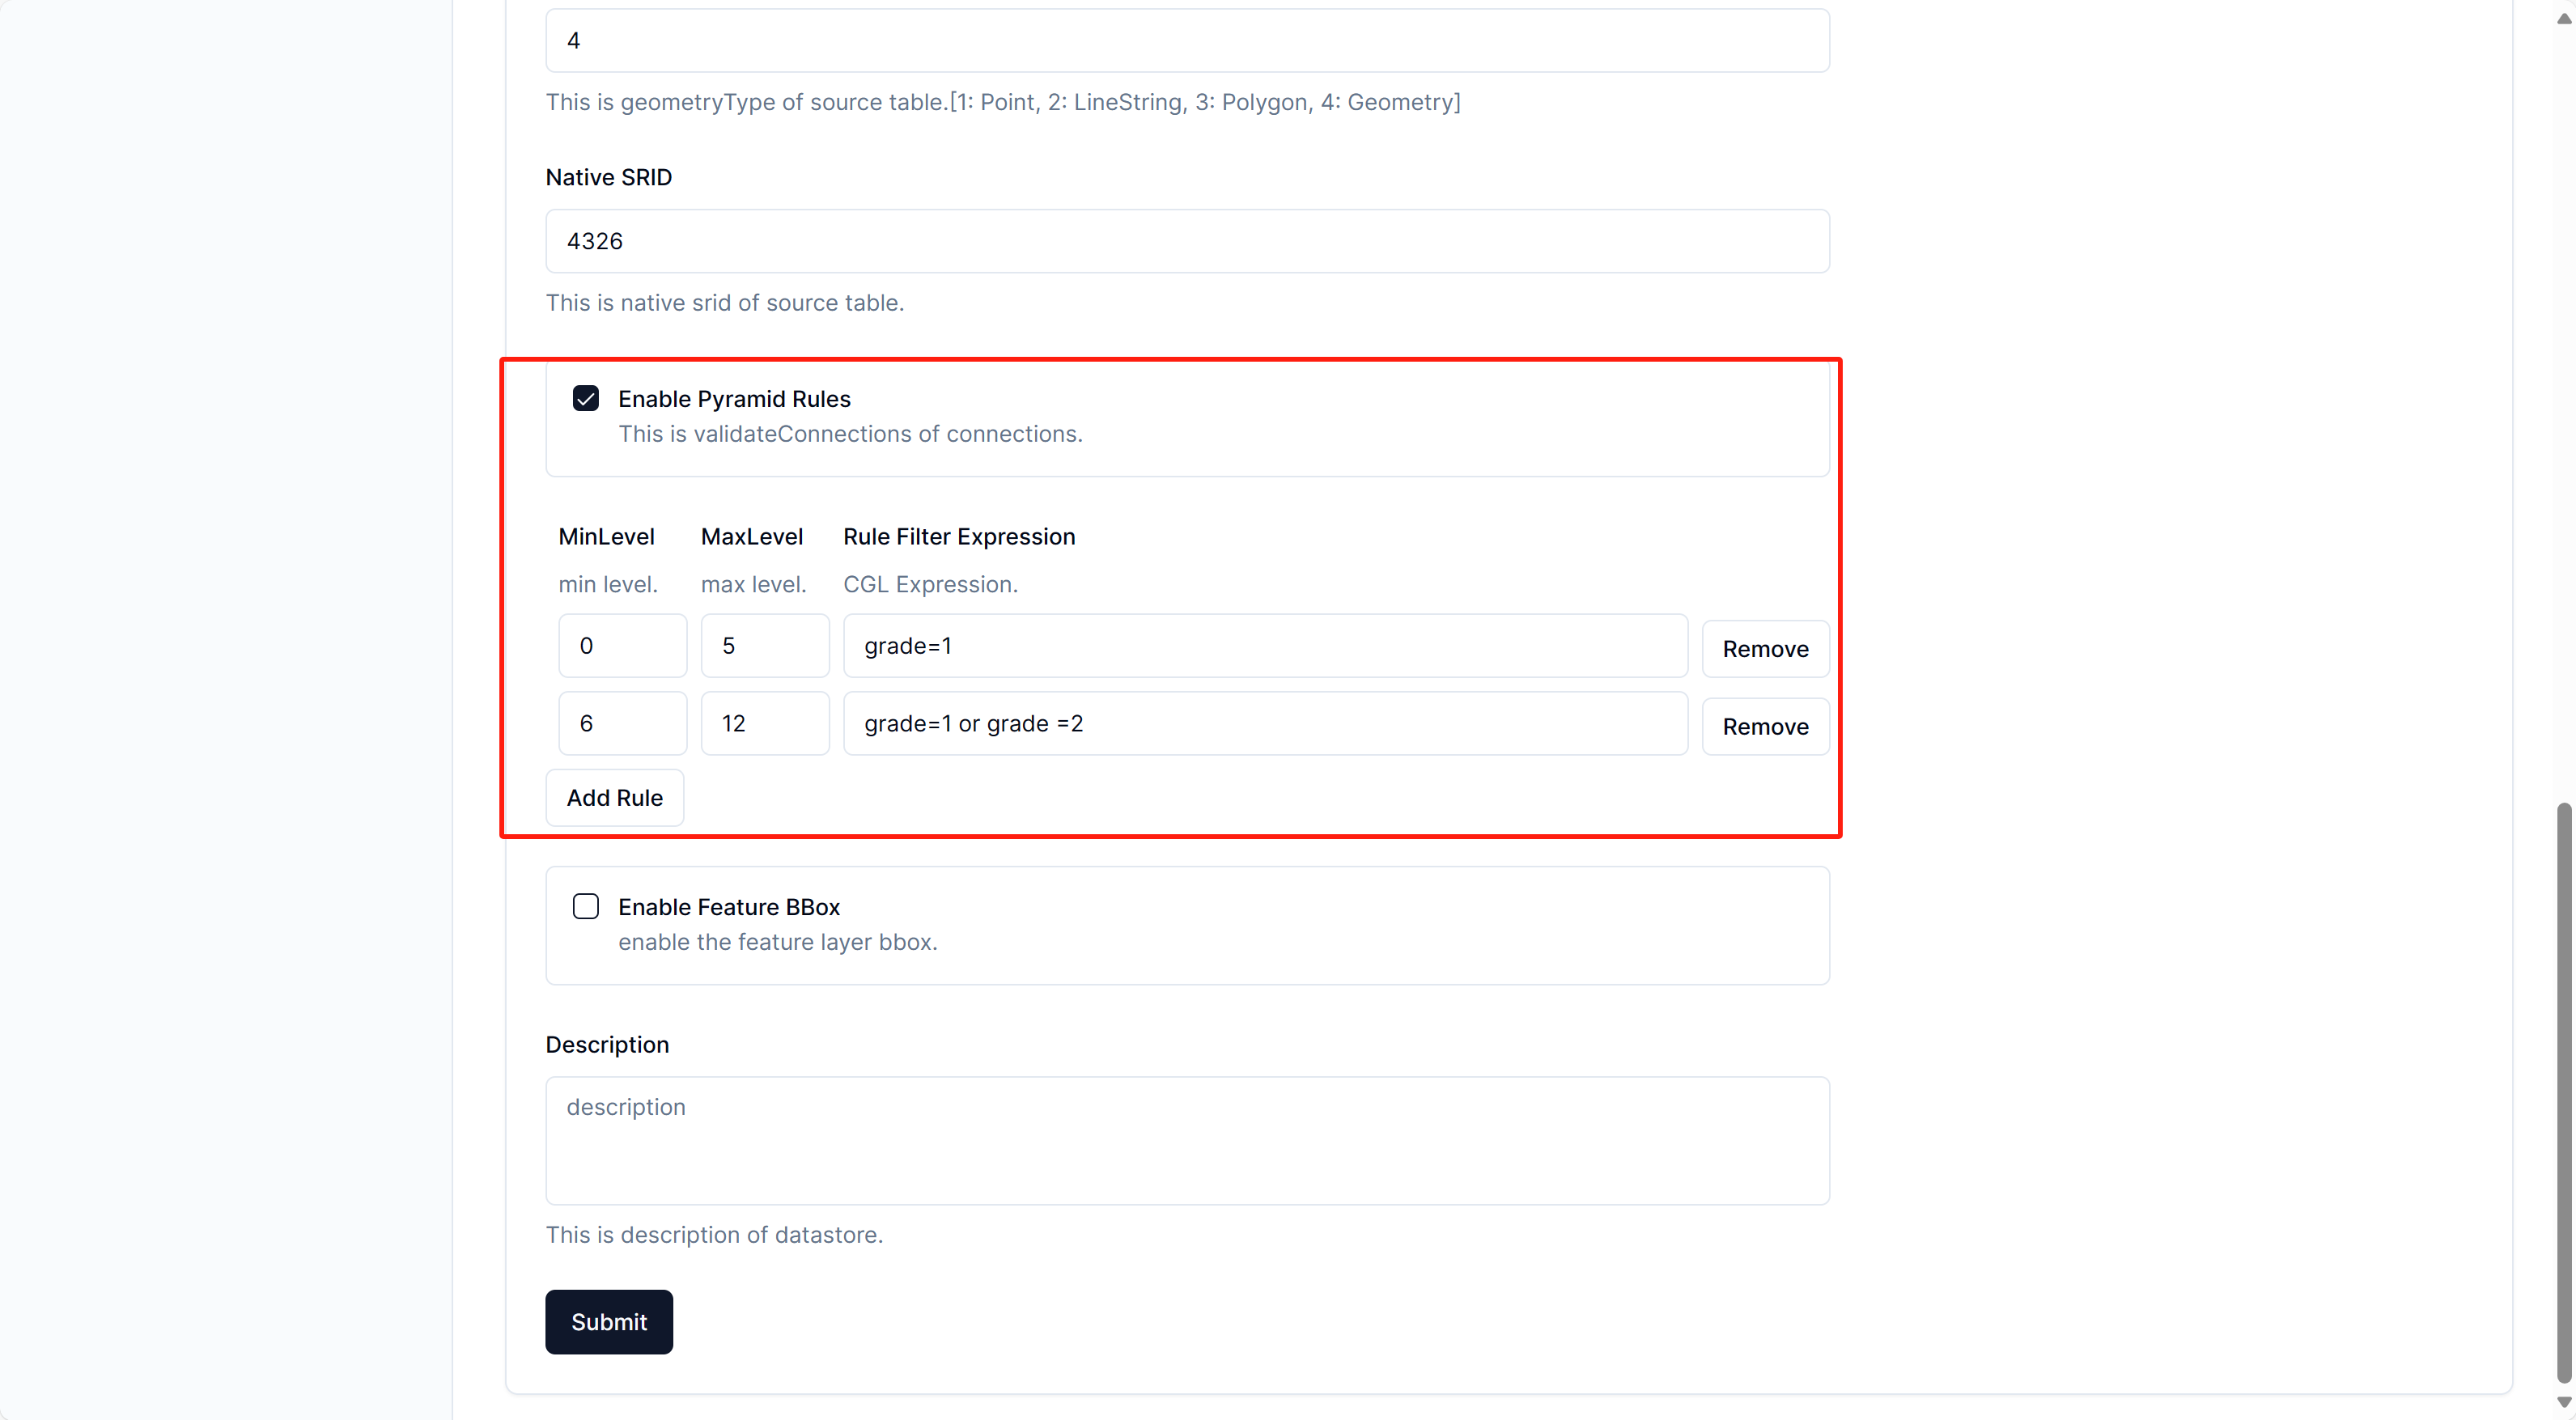 4
This is geometryType of source table.[1: Point, 2: LineString, 3: Polygon, 4: Geometry]
Native SRID
4326
This is native srid of source table.
Enable Pyramid Rules
This is validateConnections of connections.
MinLevel MaxLevel Rule Filter Expression
min level. max level. CGL Expression.
0 5 grade=1 Remove
6 12 grade=1 or grade =2 Remove
Add Rule
Enable Feature BBox
enable the feature layer bbox.
Description
description
This is description of datastore.
Submit